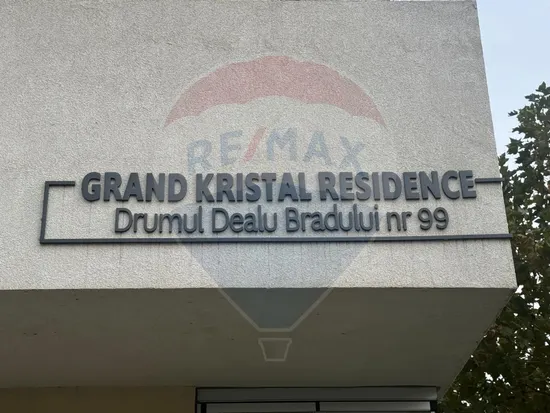 RE/MAX
GRAND KRISTAL RESIDENCE
Drumul Dealu Bradului nr 99